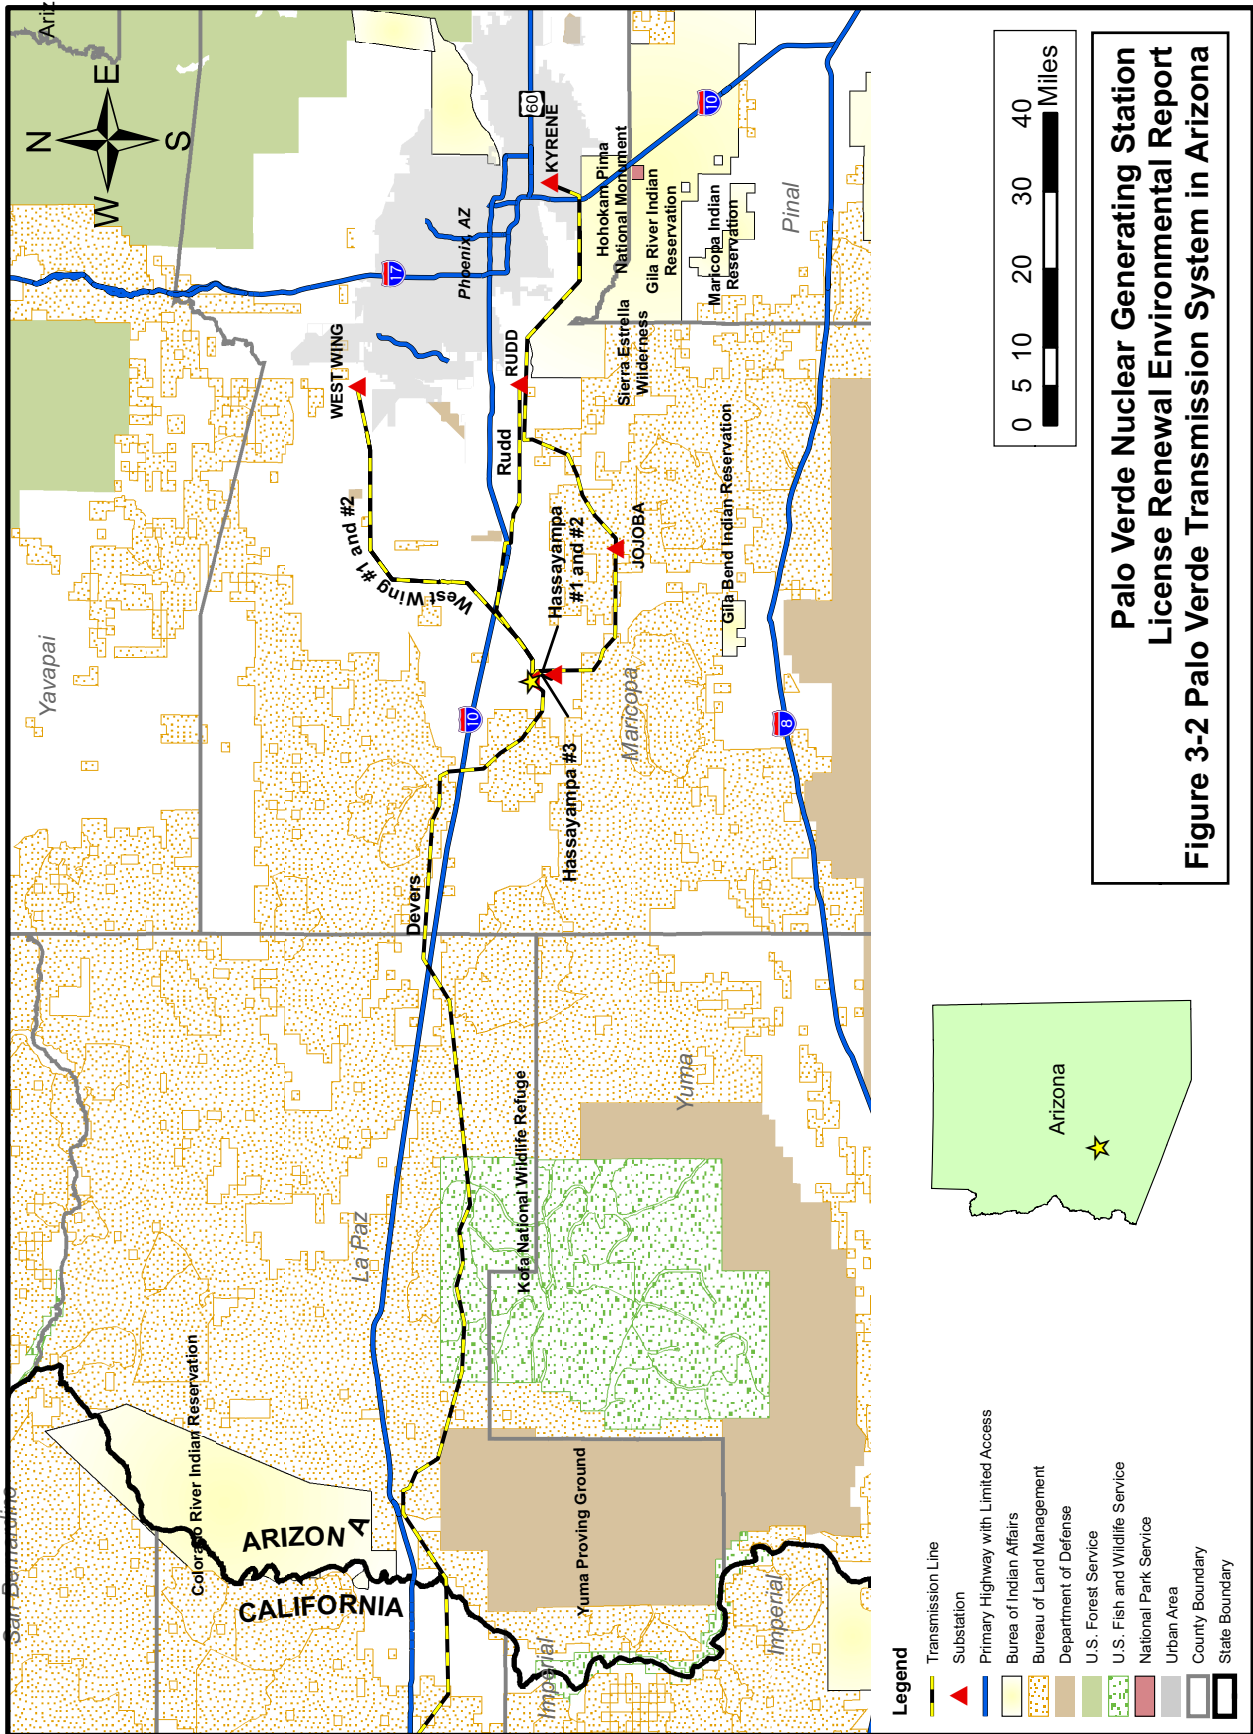 San Bernardino
Yavapai
Ariz
N
W
E
S
WEST WING
17
Phoenix, AZ
60
KYRENE
West Wing #1 and #2
RUDD
Rudd
Hassayampa
#1 and #2
JOJOBA
Hohokam Pima
National Monument
Gila River Indian
Reservation
Maricopa Indian
Reservation
Sierra Estrella
Wilderness
10
Pinal
Gila Bend Indian Reservation
Maricopa
Hassayampa #3
10
8
Devers
Colorado River Indian Reservation
La Paz
Kofa National Wildlife Refuge
Yuma
ARIZONA
CALIFORNIA
Yuma Proving Ground
Imperial
Imperial
Legend
Transmission Line
Substation
Primary Highway with Limited Access
Burea of Indian Affairs
Bureau of Land Management
Department of Defense
U.S. Forest Service
U.S. Fish and Wildlife Service
National Park Service
Urban Area
County Boundary
State Boundary
Arizona
0 5 10 20 30 40
Miles
Palo Verde Nuclear Generating Station
License Renewal Environmental Report
Figure 3-2 Palo Verde Transmission System in Arizona